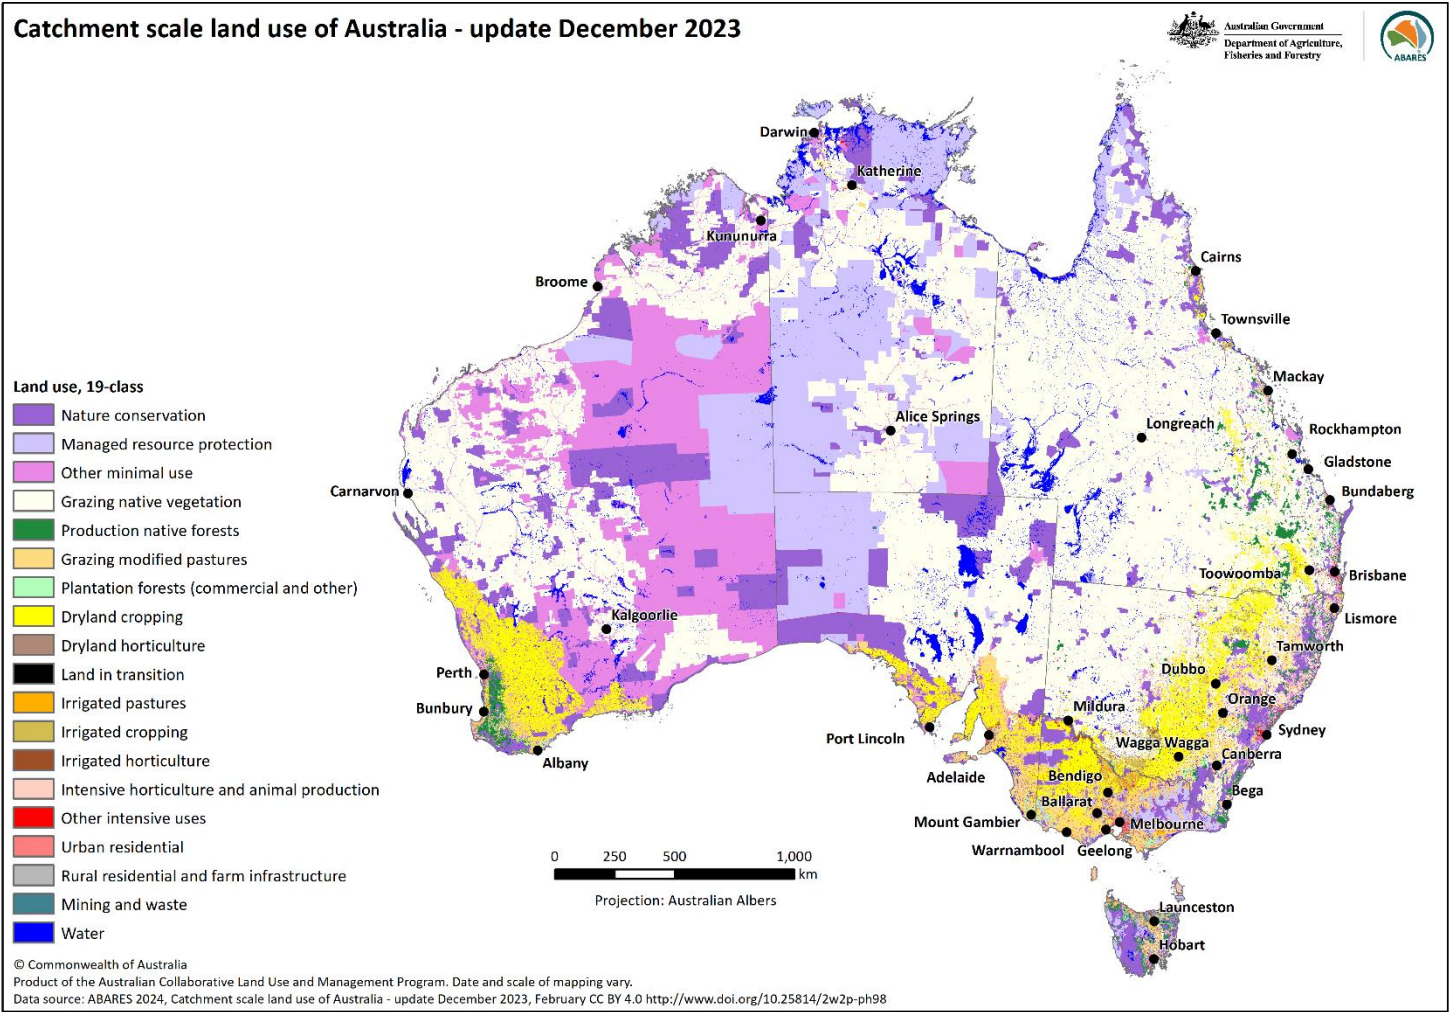 Catchment scale land use of Australia - update December 2023
Australian Government
Department of Agriculture,
Fisheries and Forestry
ABARES
Darwin
Katherine
Kununurra
Broome
Cairns
Townsville
Mackay
Alice Springs
Longreach
Rockhampton
Gladstone
Carnarvon
Bundaberg
Toowoomba
Brisbane
Lismore
Kalgoorlie
Tamworth
Perth
Dubbo
Orange
Bunbury
Mildura
Sydney
Port Lincoln
Wagga Wagga
Canberra
Albany
Adelaide
Bendigo
Bega
Ballarat
Mount Gambier
Melbourne
Warrnambool
Geelong
Launceston
Hobart
Land use, 19-class
Nature conservation
Managed resource protection
Other minimal use
Grazing native vegetation
Production native forests
Grazing modified pastures
Plantation forests (commercial and other)
Dryland cropping
Dryland horticulture
Land in transition
Irrigated pastures
Irrigated cropping
Irrigated horticulture
Intensive horticulture and animal production
Other intensive uses
Urban residential
Rural residential and farm infrastructure
Mining and waste
Water
0 250 500 1,000
km
Projection: Australian Albers
© Commonwealth of Australia
Product of the Australian Collaborative Land Use and Management Program. Date and scale of mapping vary.
Data source: ABARES 2024, Catchment scale land use of Australia - update December 2023, February CC BY 4.0 http://www.doi.org/10.25814/2w2p-ph98